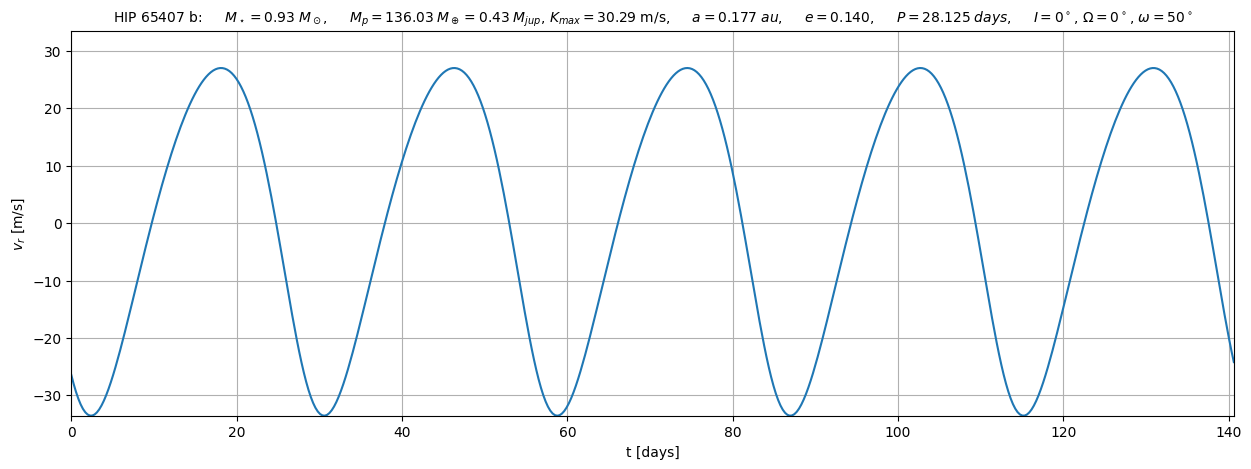 HIP 65407 b: M⋆ = 0.93 M⊙, Mp = 136.03 M⊕ = 0.43 Mjup, Kmax = 30.29 m/s, a = 0.177 au, e = 0.140, P = 28.125 days, I = 0°, Ω = 0°, ω = 50°
30
20
10
0
−10
−20
−30
vr [m/s]
0 20 40 60 80 100 120 140
t [days]